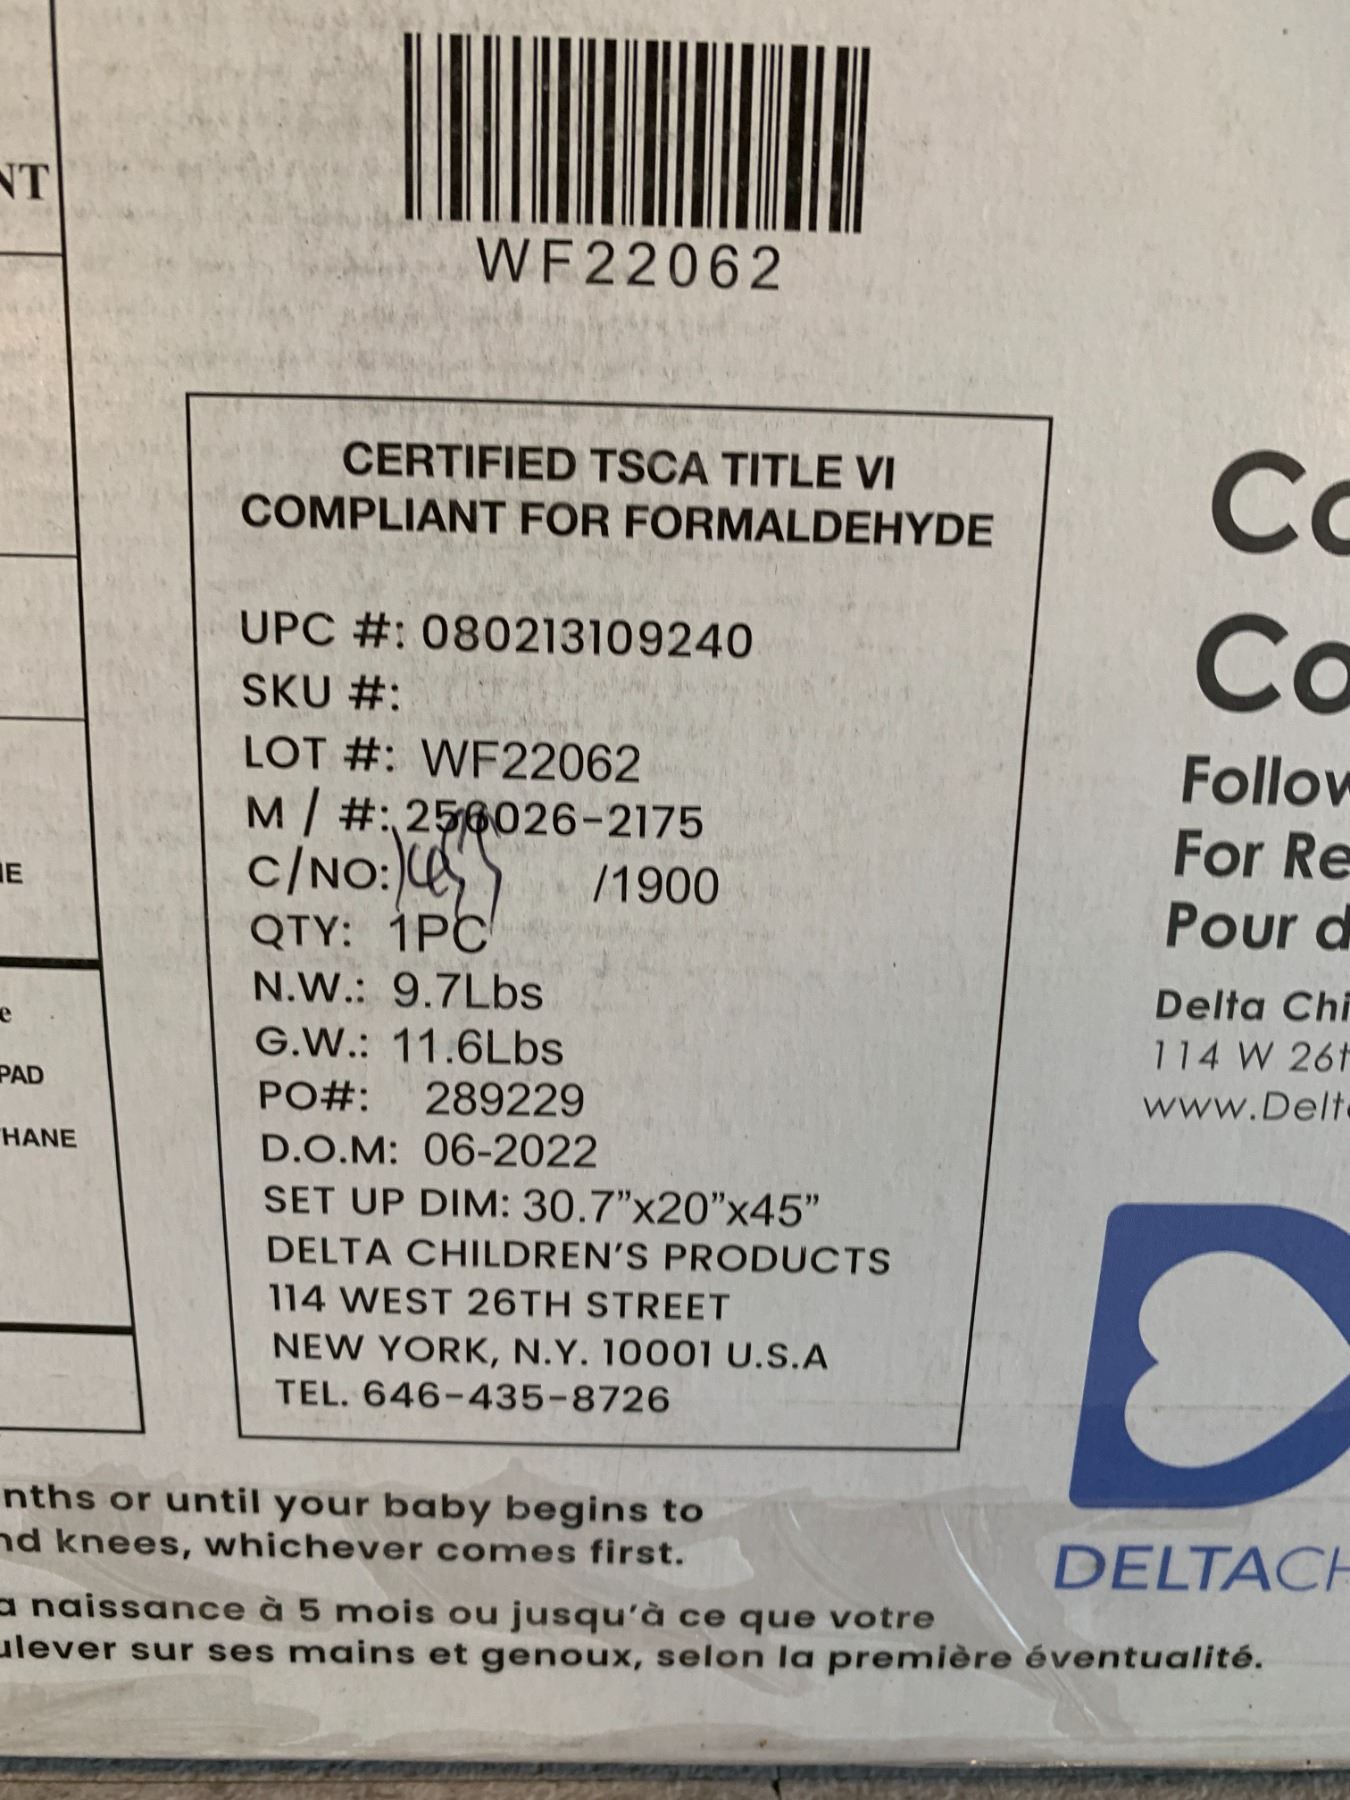 NT
E
e
PAD
HANE
WF22062
CERTIFIED TSCA TITLE VI
COMPLIANT FOR FORMALDEHYDE
UPC #: 080213109240
SKU #:
LOT #: WF22062
M / #: 256026-2175
C/NO: /1900
QTY: 1PC
N.W.: 9.7Lbs
G.W.: 11.6Lbs
PO#: 289229
D.O.M: 06-2022
SET UP DIM: 30.7”x20”x45”
DELTA CHILDREN’S PRODUCTS
114 WEST 26TH STREET
NEW YORK, N.Y. 10001 U.S.A
TEL. 646-435-8726
Co
Co
Follow
For Re
Pour d
Delta Chi
114 W 26t
www.Delt
DELTACH
nths or until your baby begins to
nd knees, whichever comes first.
a naissance à 5 mois ou jusqu’à ce que votre
ulever sur ses mains et genoux, selon la première éventualité.